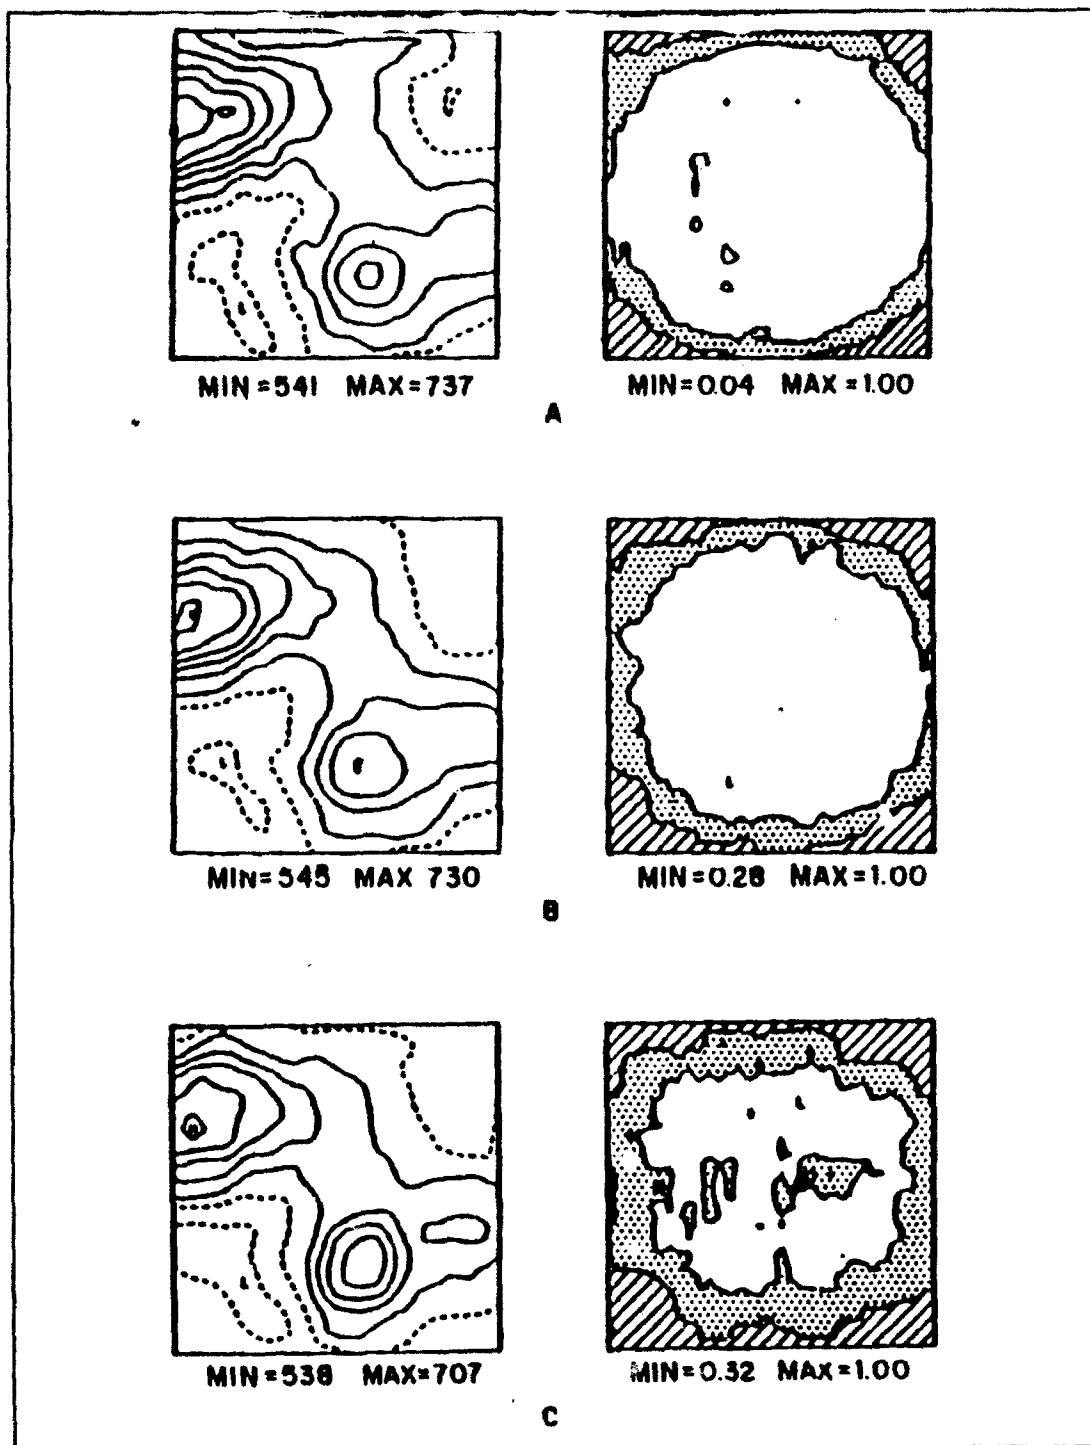 MIN=541 MAX=737
MIN=0.04 MAX=1.00
A
MIN=545 MAX 730
MIN=0.28 MAX=1.00
B
MIN=538 MAX=707
MIN=0.32 MAX=1.00
C